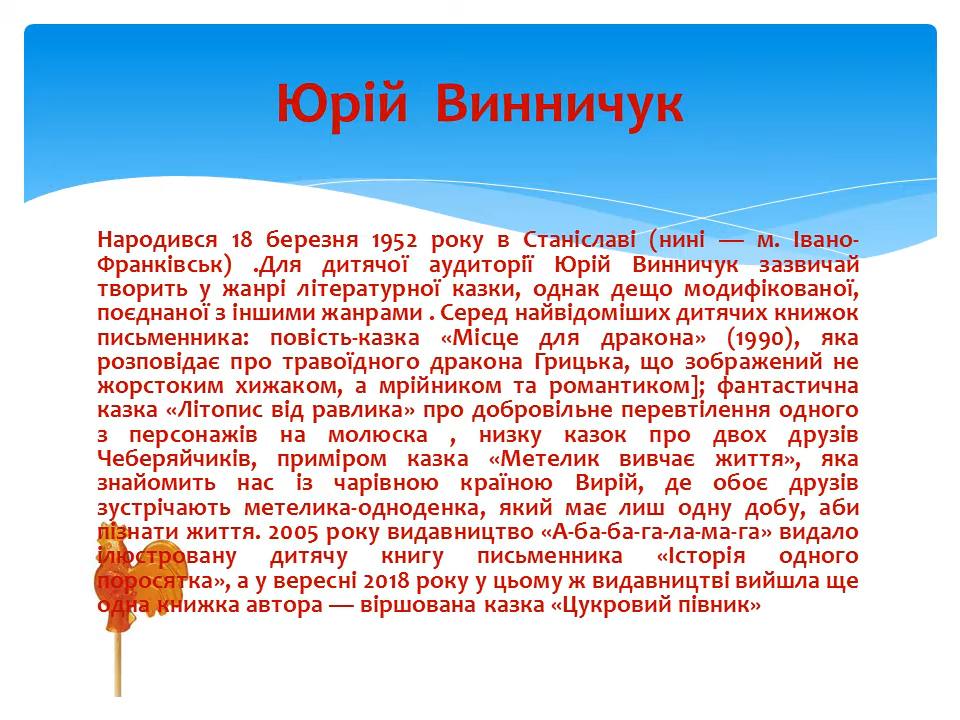 Юрій Винничук
Народився 18 березня 1952 року в Станіславі (нині — м. Івано-
Франківськ) .Для дитячої аудиторії Юрій Винничук зазвичай
творить у жанрі літературної казки, однак дещо модифікованої,
поєднаної з іншими жанрами . Серед найвідоміших дитячих книжок
письменника: повість-казка «Місце для дракона» (1990), яка
розповідає про травоїдного дракона Грицька, що зображений не
жорстоким хижаком, а мрійником та романтиком]; фантастична
казка «Літопис від равлика» про добровільне перевтілення одного
з персонажів на молюска , низку казок про двох друзів
Чеберяйчиків, приміром казка «Метелик вивчає життя», яка
знайомить нас із чарівною країною Вирій, де обоє друзів
зустрічають метелика-одноденка, який має лиш одну добу, аби
пізнати життя. 2005 року видавництво «А-ба-ба-га-ла-ма-га» видало
ілюстровану дитячу книгу письменника «Історія одного
поросятка», а у вересні 2018 року у цьому ж видавництві вийшла ще
одна книжка автора — віршована казка «Цукровий півник»